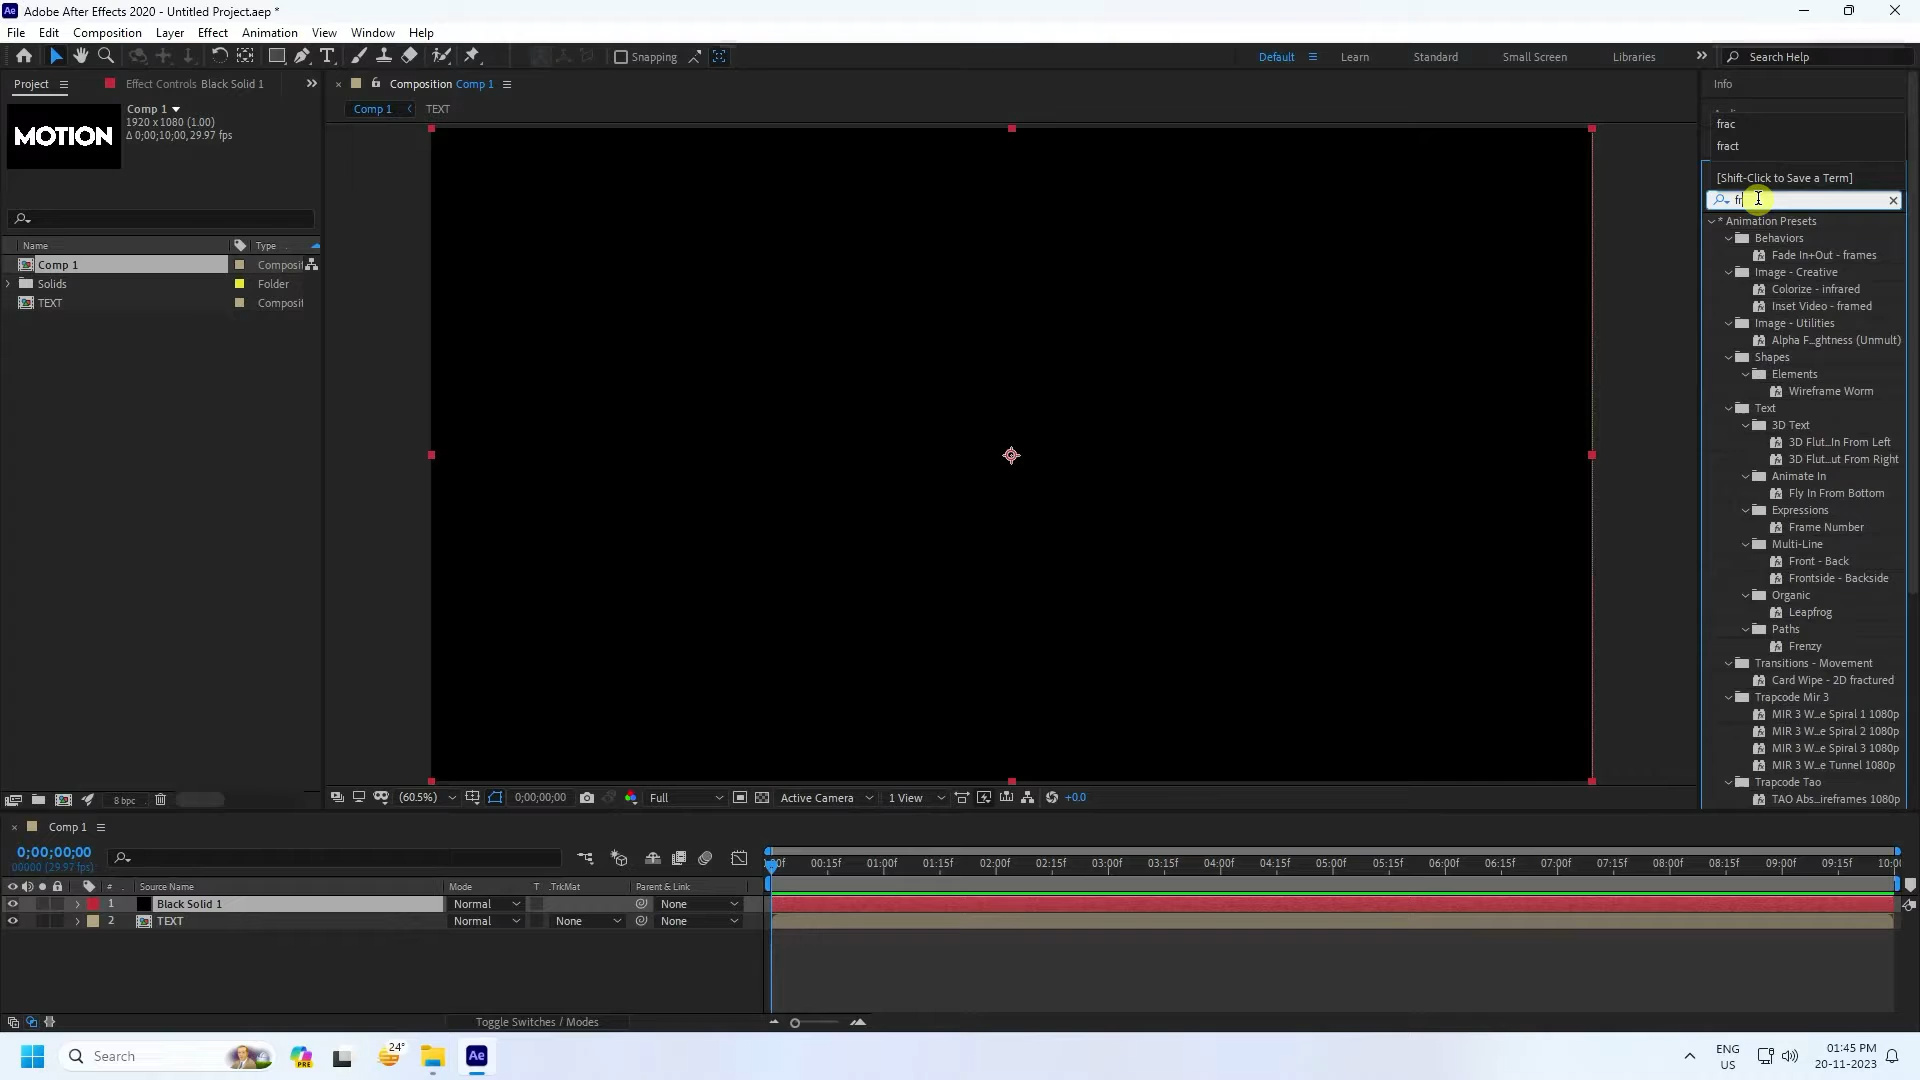 Adobe After Effects 2020 - Untitled Project.aep *
File Edit Composition Layer Effect Animation View Window Help
Snapping
Default Learn Standard Small Screen Libraries Search Help
Project Effect Controls Black Solid 1
Composition Comp 1
Info
Comp 1
1920 x 1080 (1.00)
Δ 0;00;10;00, 29.97 fps
MOTION
Comp 1 TEXT
frac
fract
[Shift-Click to Save a Term]
fr
Name Type
Comp 1 Composit
Solids Folder
TEXT Composit
* Animation Presets
Behaviors
Fade In+Out - frames
Image - Creative
Colorize - infrared
Inset Video - framed
Image - Utilities
Alpha F...ghtness (Unmult)
Shapes
Elements
Wireframe Worm
Text
3D Text
3D Flut...In From Left
3D Flut...ut From Right
Animate In
Fly In From Bottom
Expressions
Frame Number
Multi-Line
Front - Back
Frontside - Backside
Organic
Leapfrog
Paths
Frenzy
Transitions - Movement
Card Wipe - 2D fractured
Trapcode Mir 3
MIR 3 W...e Spiral 1 1080p
MIR 3 W...e Spiral 2 1080p
MIR 3 W...e Spiral 3 1080p
MIR 3 W...e Tunnel 1080p
Trapcode Tao
TAO Abs...ireframes 1080p
8 bpc
(60.5%) 0;00;00;00 Full Active Camera 1 View +0.0
Comp 1
0;00;00;00
00000 (29.97 fps)
:00f 00:15f 01:00f 01:15f 02:00f 02:15f 03:00f 03:15f 04:00f 04:15f 05:00f 05:15f 06:00f 06:15f 07:00f 07:15f 08:00f 08:15f 09:00f 09:15f 10:0
# Source Name Mode T .TrkMat Parent & Link
1 Black Solid 1 Normal None
2 TEXT Normal None None
Toggle Switches / Modes
Search
PRE
24°
Ae
ENG
US
01:45 PM
20-11-2023